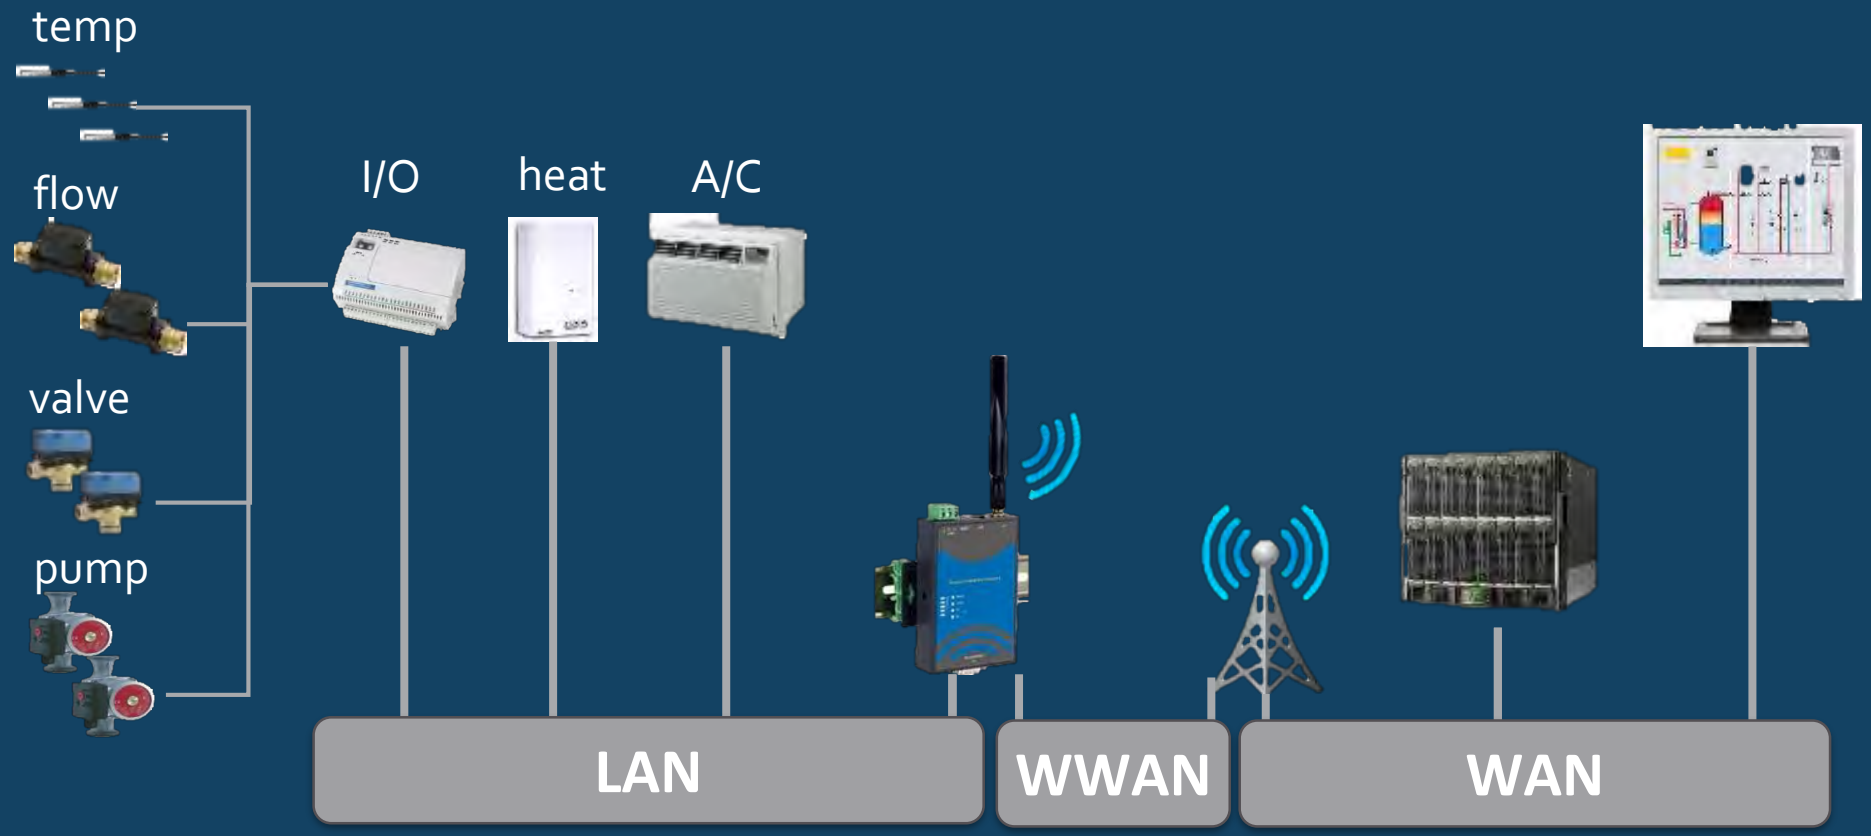 temp
flow
valve
pump
I/O
heat
A/C
LAN
WWAN
WAN